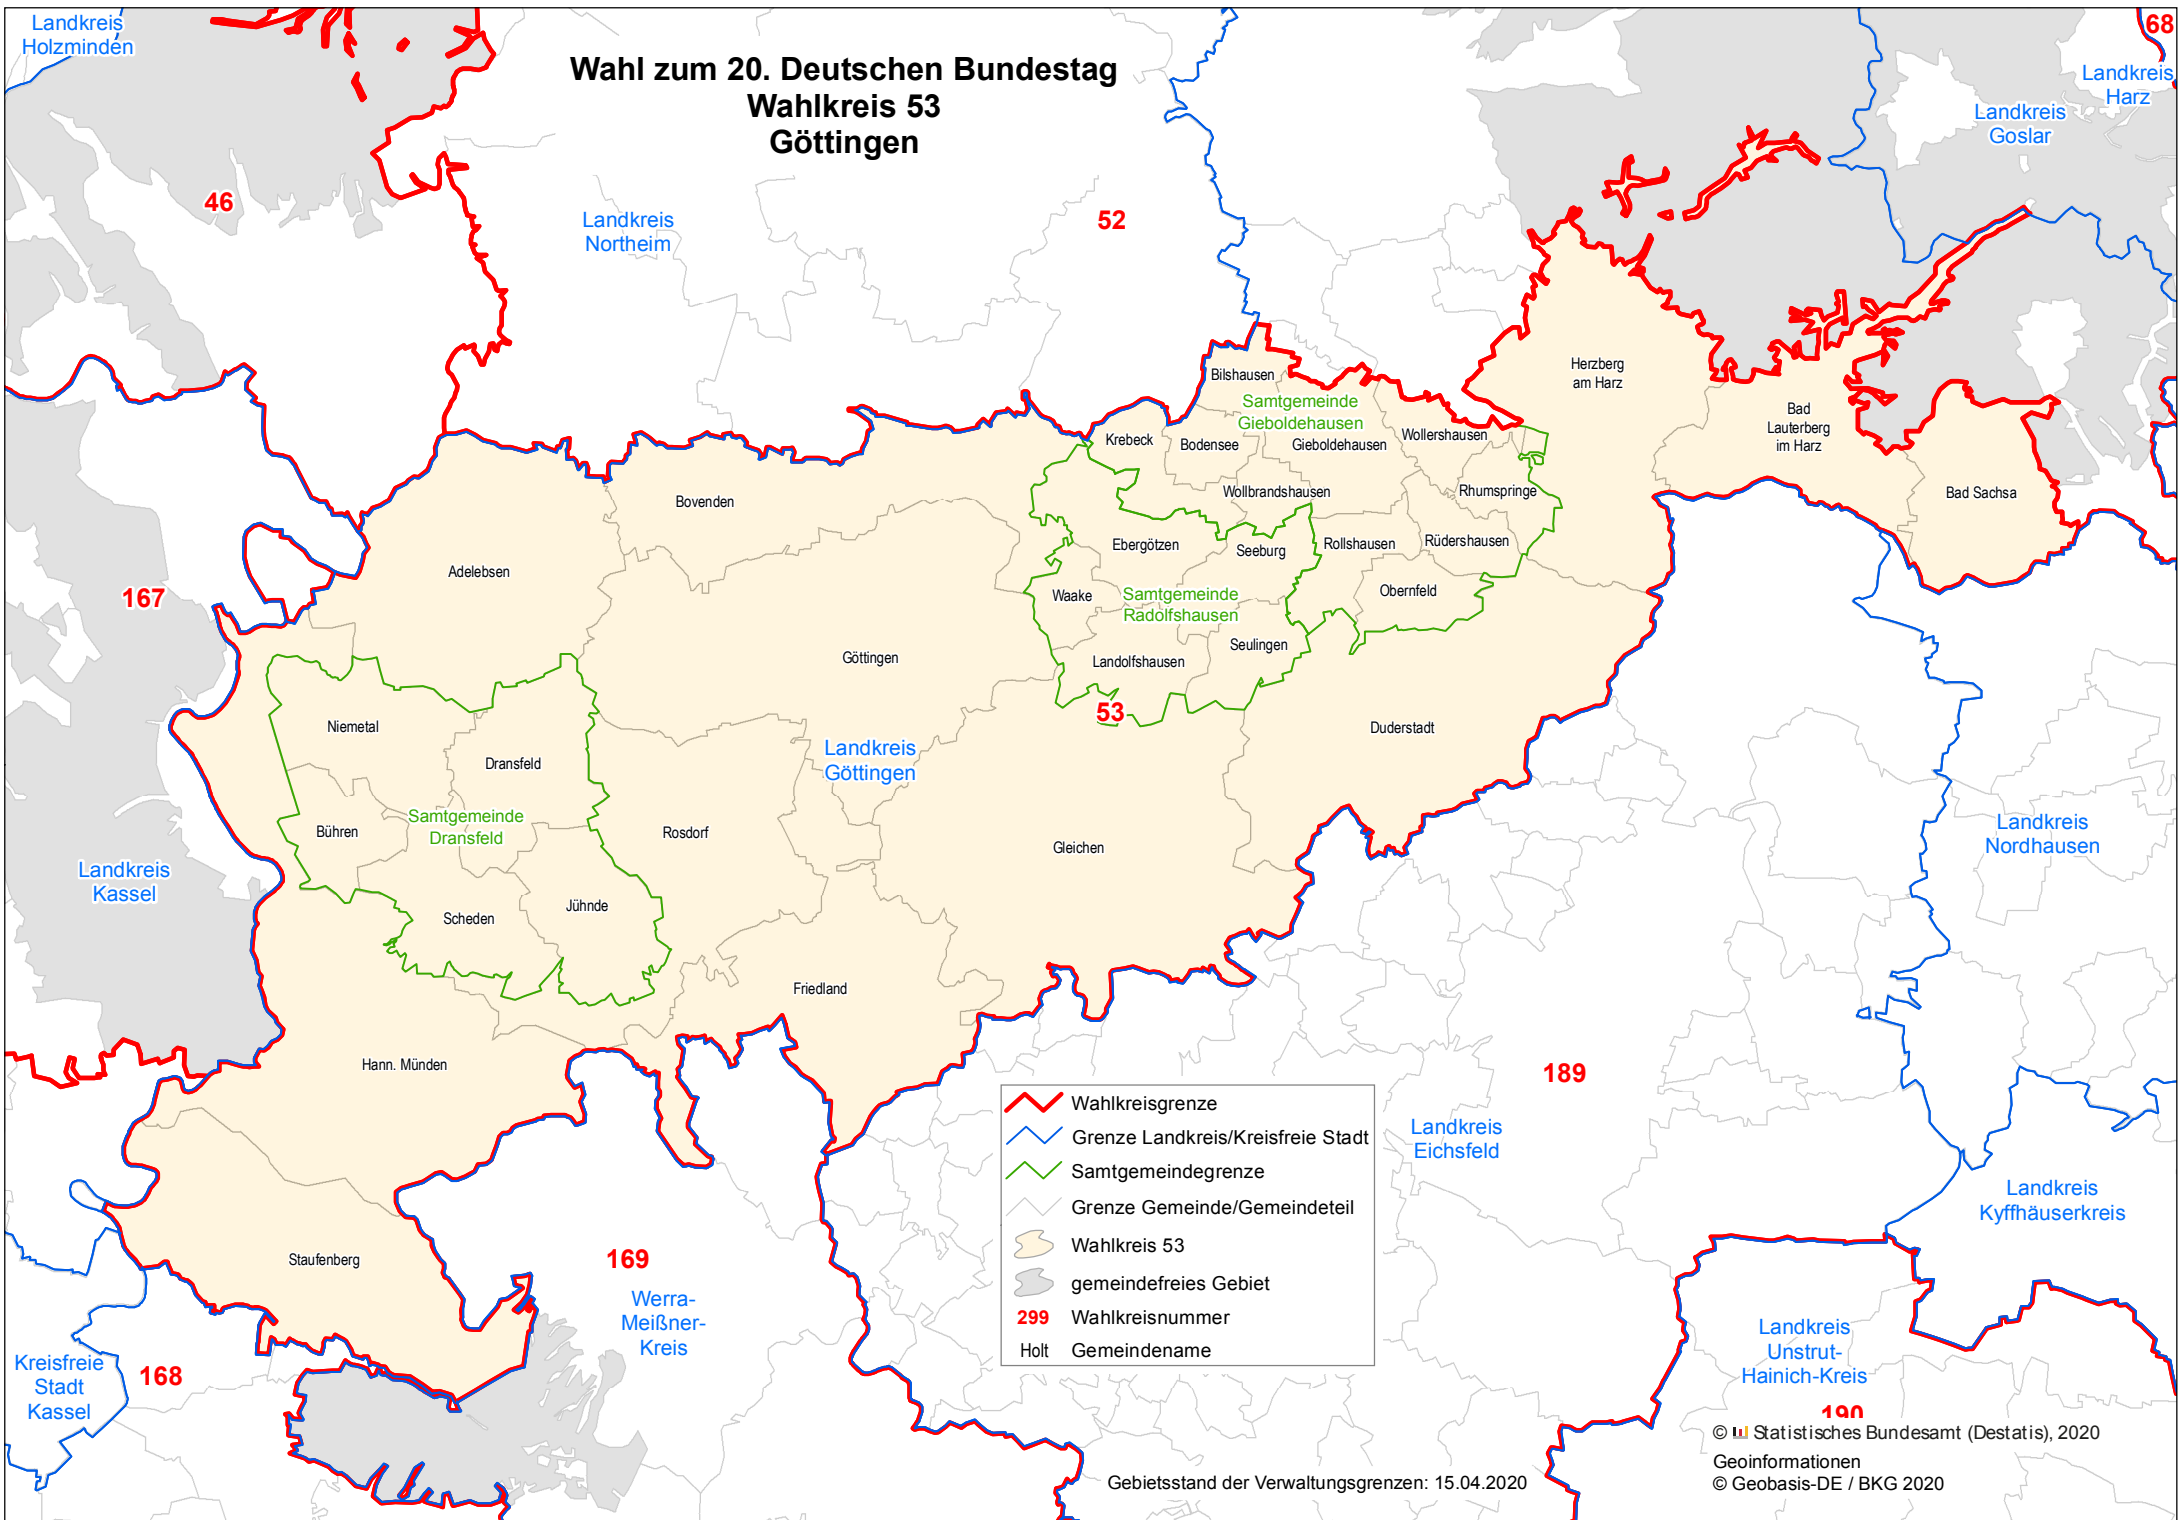 Wahl zum 20. Deutschen Bundestag
Wahlkreis 53
Göttingen
Landkreis
Holzminden
68
Landkreis
Harz
Landkreis
Goslar
46
Landkreis
Northeim
52
Herzberg
am Harz
Bilshausen
Samtgemeinde
Gieboldehausen
Krebeck
Bodensee
Gieboldehausen
Wollershausen
Bad
Lauterberg
im Harz
Wollbrandshausen
Rhumspringe
Bad Sachsa
Bovenden
Ebergötzen
Seeburg
Rollshausen
Rüdershausen
Adelebsen
167
Waake
Samtgemeinde
Radolfshausen
Obernfeld
Göttingen
Landolfshausen
Seulingen
53
Niemetal
Duderstadt
Dransfeld
Landkreis
Göttingen
Samtgemeinde
Dransfeld
Bühren
Rosdorf
Gleichen
Landkreis
Nordhausen
Landkreis
Kassel
Scheden
Jühnde
Friedland
Hann. Münden
189
Landkreis
Eichsfeld
Wahlkreisgrenze
Grenze Landkreis/Kreisfreie Stadt
Samtgemeindegrenze
Grenze Gemeinde/Gemeindeteil
Wahlkreis 53
gemeindefreies Gebiet
299 Wahlkreisnummer
Holt Gemeindename
Landkreis
Kyffhäuserkreis
Staufenberg
169
Werra-
Meißner-
Kreis
Kreisfreie
Stadt
Kassel
168
Landkreis
Unstrut-
Hainich-Kreis
190
© Statistisches Bundesamt (Destatis), 2020
Geoinformationen
© Geobasis-DE / BKG 2020
Gebietsstand der Verwaltungsgrenzen: 15.04.2020